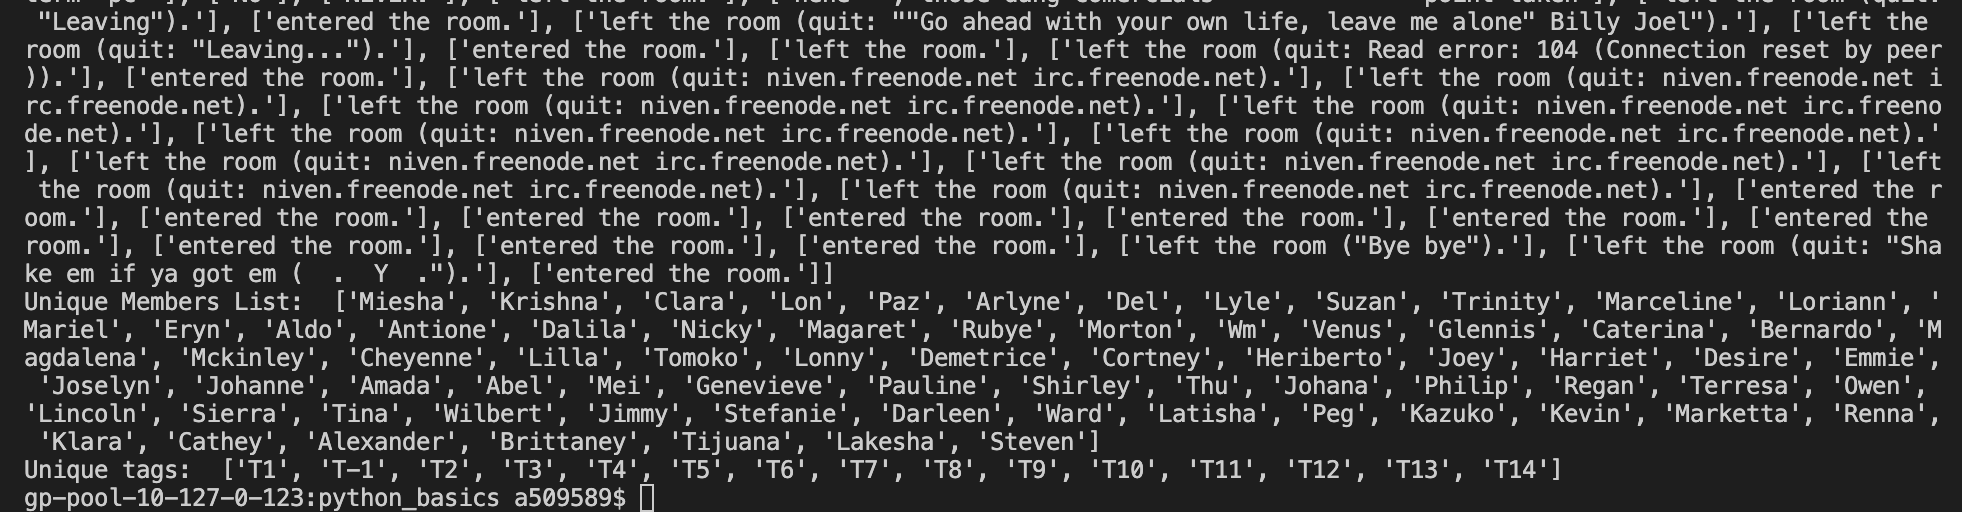 "Leaving").'], ['entered the room.'], ['left the room (quit: ""Go ahead with your own life, leave me alone" Billy Joel").'], ['left the
room (quit: "Leaving...").'], ['entered the room.'], ['left the room.'], ['left the room (quit: Read error: 104 (Connection reset by peer
)).'], ['entered the room.'], ['left the room (quit: niven.freenode.net irc.freenode.net).'], ['left the room (quit: niven.freenode.net i
rc.freenode.net).'], ['left the room (quit: niven.freenode.net irc.freenode.net).'], ['left the room (quit: niven.freenode.net irc.freeno
de.net).'], ['left the room (quit: niven.freenode.net irc.freenode.net).'], ['left the room (quit: niven.freenode.net irc.freenode.net).'
], ['left the room (quit: niven.freenode.net irc.freenode.net).'], ['left the room (quit: niven.freenode.net irc.freenode.net).'], ['left
 the room (quit: niven.freenode.net irc.freenode.net).'], ['left the room (quit: niven.freenode.net irc.freenode.net).'], ['entered the r
oom.'], ['entered the room.'], ['entered the room.'], ['entered the room.'], ['entered the room.'], ['entered the room.'], ['entered the
room.'], ['entered the room.'], ['entered the room.'], ['entered the room.'], ['left the room ("Bye bye").'], ['left the room (quit: "Sha
ke em if ya got em (  .  Y  .").'], ['entered the room.']]
Unique Members List:  ['Miesha', 'Krishna', 'Clara', 'Lon', 'Paz', 'Arlyne', 'Del', 'Lyle', 'Suzan', 'Trinity', 'Marceline', 'Loriann', '
Mariel', 'Eryn', 'Aldo', 'Antione', 'Dalila', 'Nicky', 'Magaret', 'Rubye', 'Morton', 'Wm', 'Venus', 'Glennis', 'Caterina', 'Bernardo', 'M
agdalena', 'Mckinley', 'Cheyenne', 'Lilla', 'Tomoko', 'Lonny', 'Demetrice', 'Cortney', 'Heriberto', 'Joey', 'Harriet', 'Desire', 'Emmie',
 'Joselyn', 'Johanne', 'Amada', 'Abel', 'Mei', 'Genevieve', 'Pauline', 'Shirley', 'Thu', 'Johana', 'Philip', 'Regan', 'Terresa', 'Owen',
'Lincoln', 'Sierra', 'Tina', 'Wilbert', 'Jimmy', 'Stefanie', 'Darleen', 'Ward', 'Latisha', 'Peg', 'Kazuko', 'Kevin', 'Marketta', 'Renna',
 'Klara', 'Cathey', 'Alexander', 'Brittaney', 'Tijuana', 'Lakesha', 'Steven']
Unique tags:  ['T1', 'T-1', 'T2', 'T3', 'T4', 'T5', 'T6', 'T7', 'T8', 'T9', 'T10', 'T11', 'T12', 'T13', 'T14']
gp-pool-10-127-0-123:python_basics a509589$